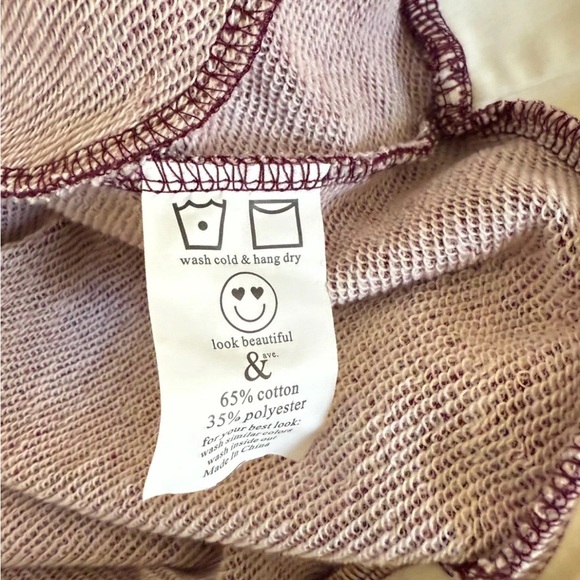 wash cold & hang dry
look beautiful
& ave.
65% cotton
35% polyester
for your best look:
wash similar colors
wash inside out
Made in China